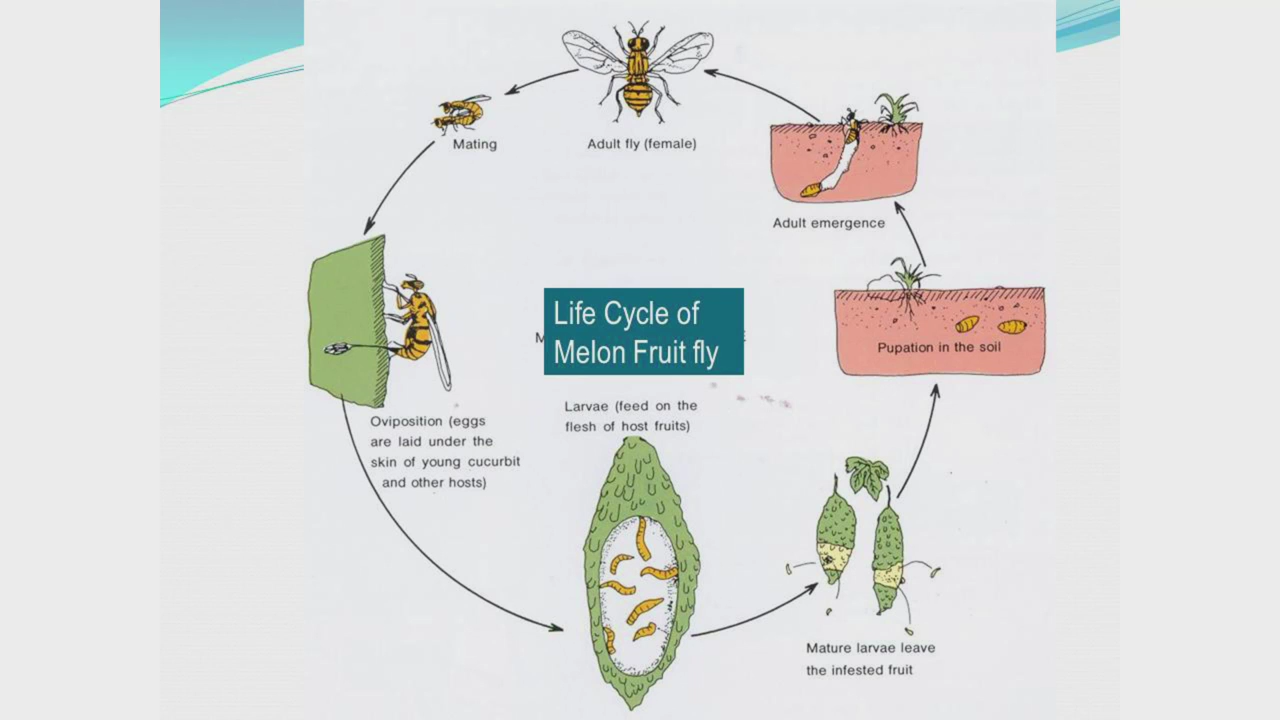 Mating
Adult fly (female)
Adult emergence
Life Cycle of
Melon Fruit fly
Pupation in the soil
Larvae (feed on the
flesh of host fruits)
Oviposition (eggs
are laid under the
skin of young cucurbit
and other hosts)
Mature larvae leave
the infested fruit